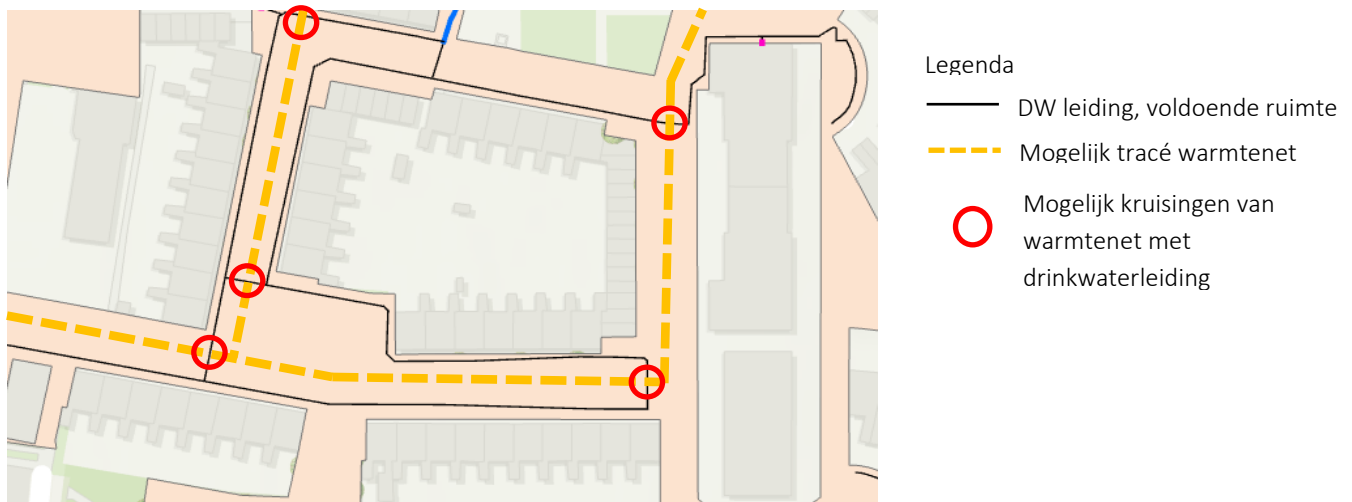 Legenda
DW leiding, voldoende ruimte
Mogelijk tracé warmtenet
Mogelijk kruisingen van
warmtenet met
drinkwaterleiding